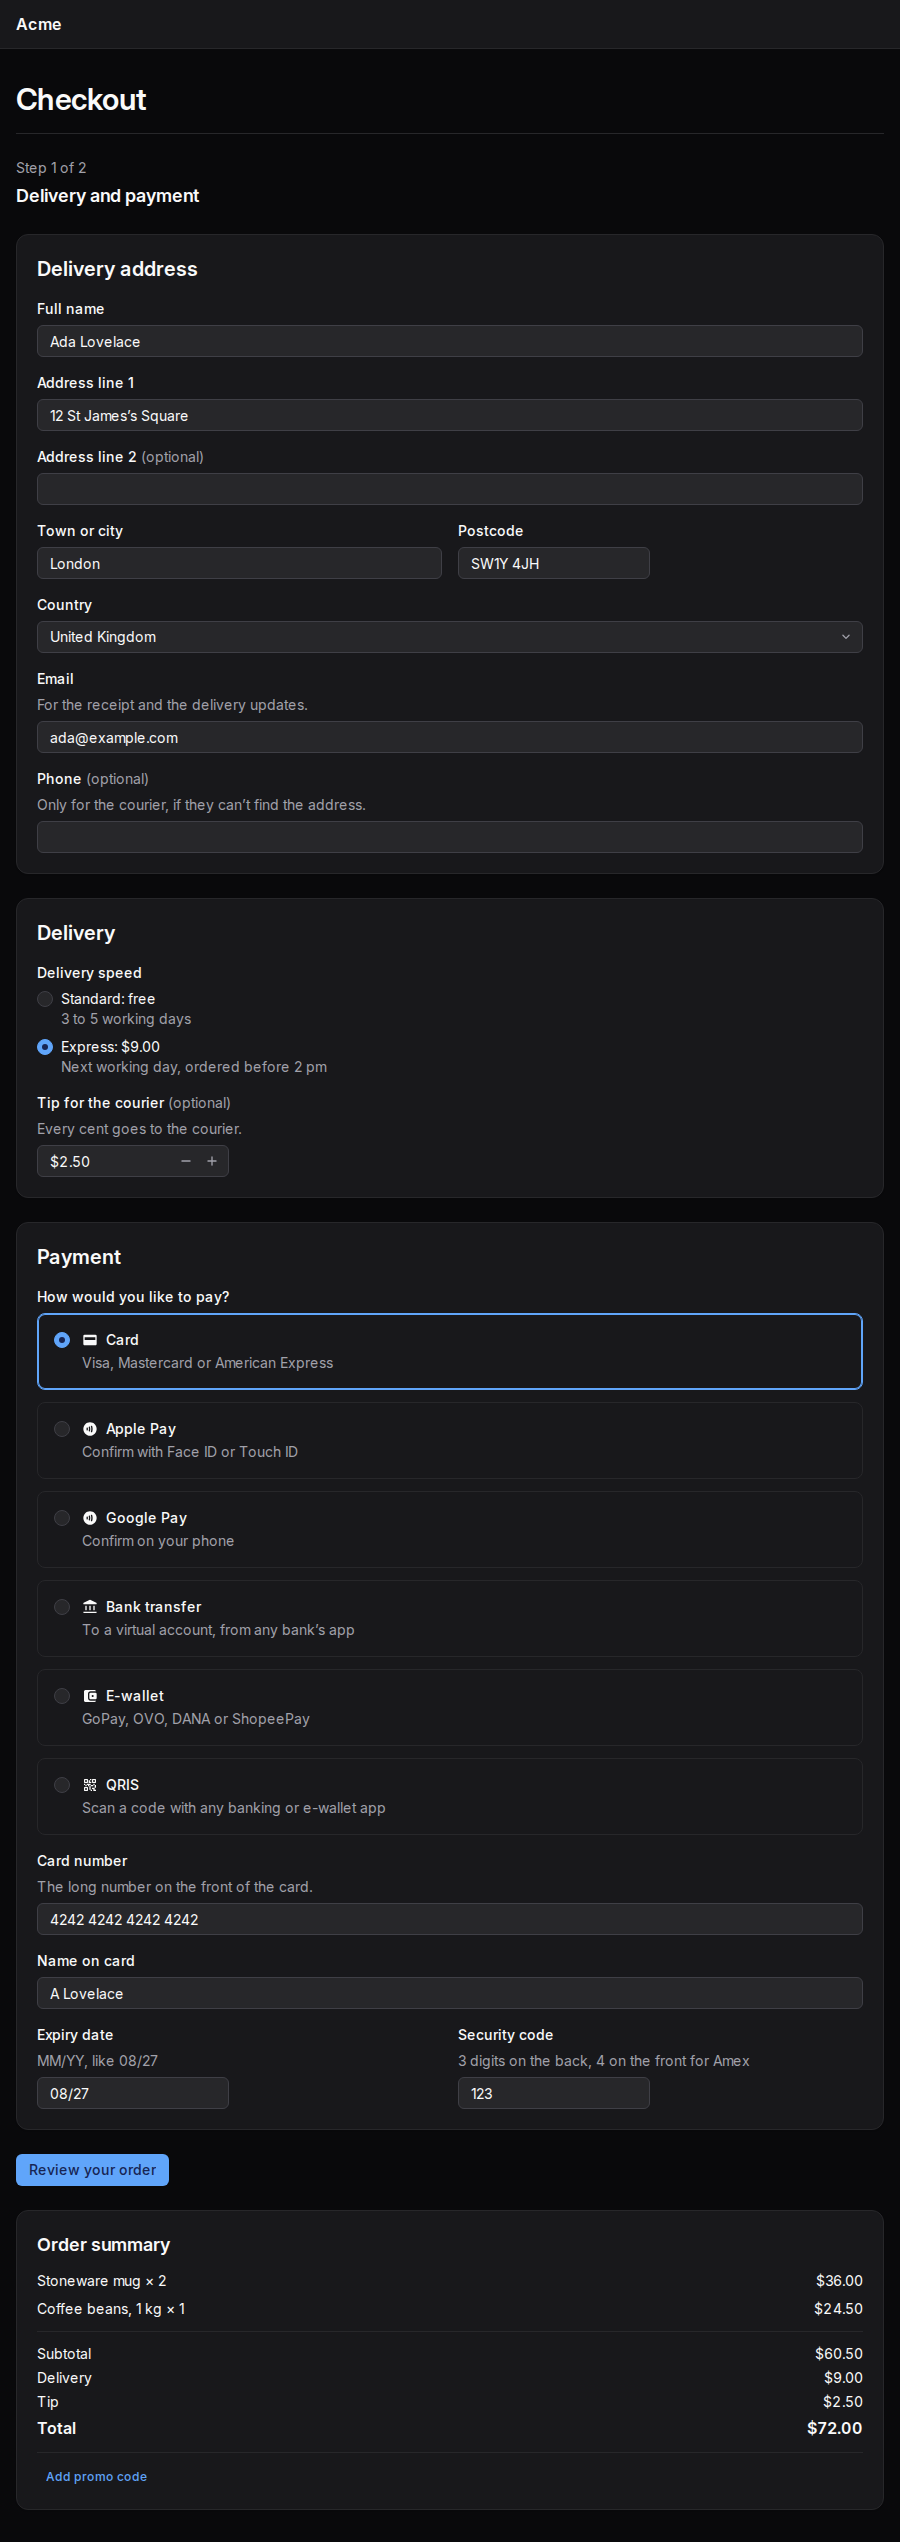 Acme
Checkout
Step 1 of 2
Delivery and payment
Delivery address
Full name
Ada Lovelace
Address line 1
12 St James’s Square
Address line 2 (optional)
Town or city
Postcode
London
SW1Y 4JH
Country
United Kingdom
Email
For the receipt and the delivery updates.
ada@example.com
Phone (optional)
Only for the courier, if they can’t find the address.
Delivery
Delivery speed
Standard: free
3 to 5 working days
Express: $9.00
Next working day, ordered before 2 pm
Tip for the courier (optional)
Every cent goes to the courier.
$2.50
Payment
How would you like to pay?
Card
Visa, Mastercard or American Express
Apple Pay
Confirm with Face ID or Touch ID
Google Pay
Confirm on your phone
Bank transfer
To a virtual account, from any bank’s app
E-wallet
GoPay, OVO, DANA or ShopeePay
QRIS
Scan a code with any banking or e-wallet app
Card number
The long number on the front of the card.
4242 4242 4242 4242
Name on card
A Lovelace
Expiry date
Security code
MM/YY, like 08/27
3 digits on the back, 4 on the front for Amex
08/27
123
Review your order
Order summary
Stoneware mug × 2 $36.00
Coffee beans, 1 kg × 1 $24.50
Subtotal $60.50
Delivery $9.00
Tip $2.50
Total $72.00
Add promo code